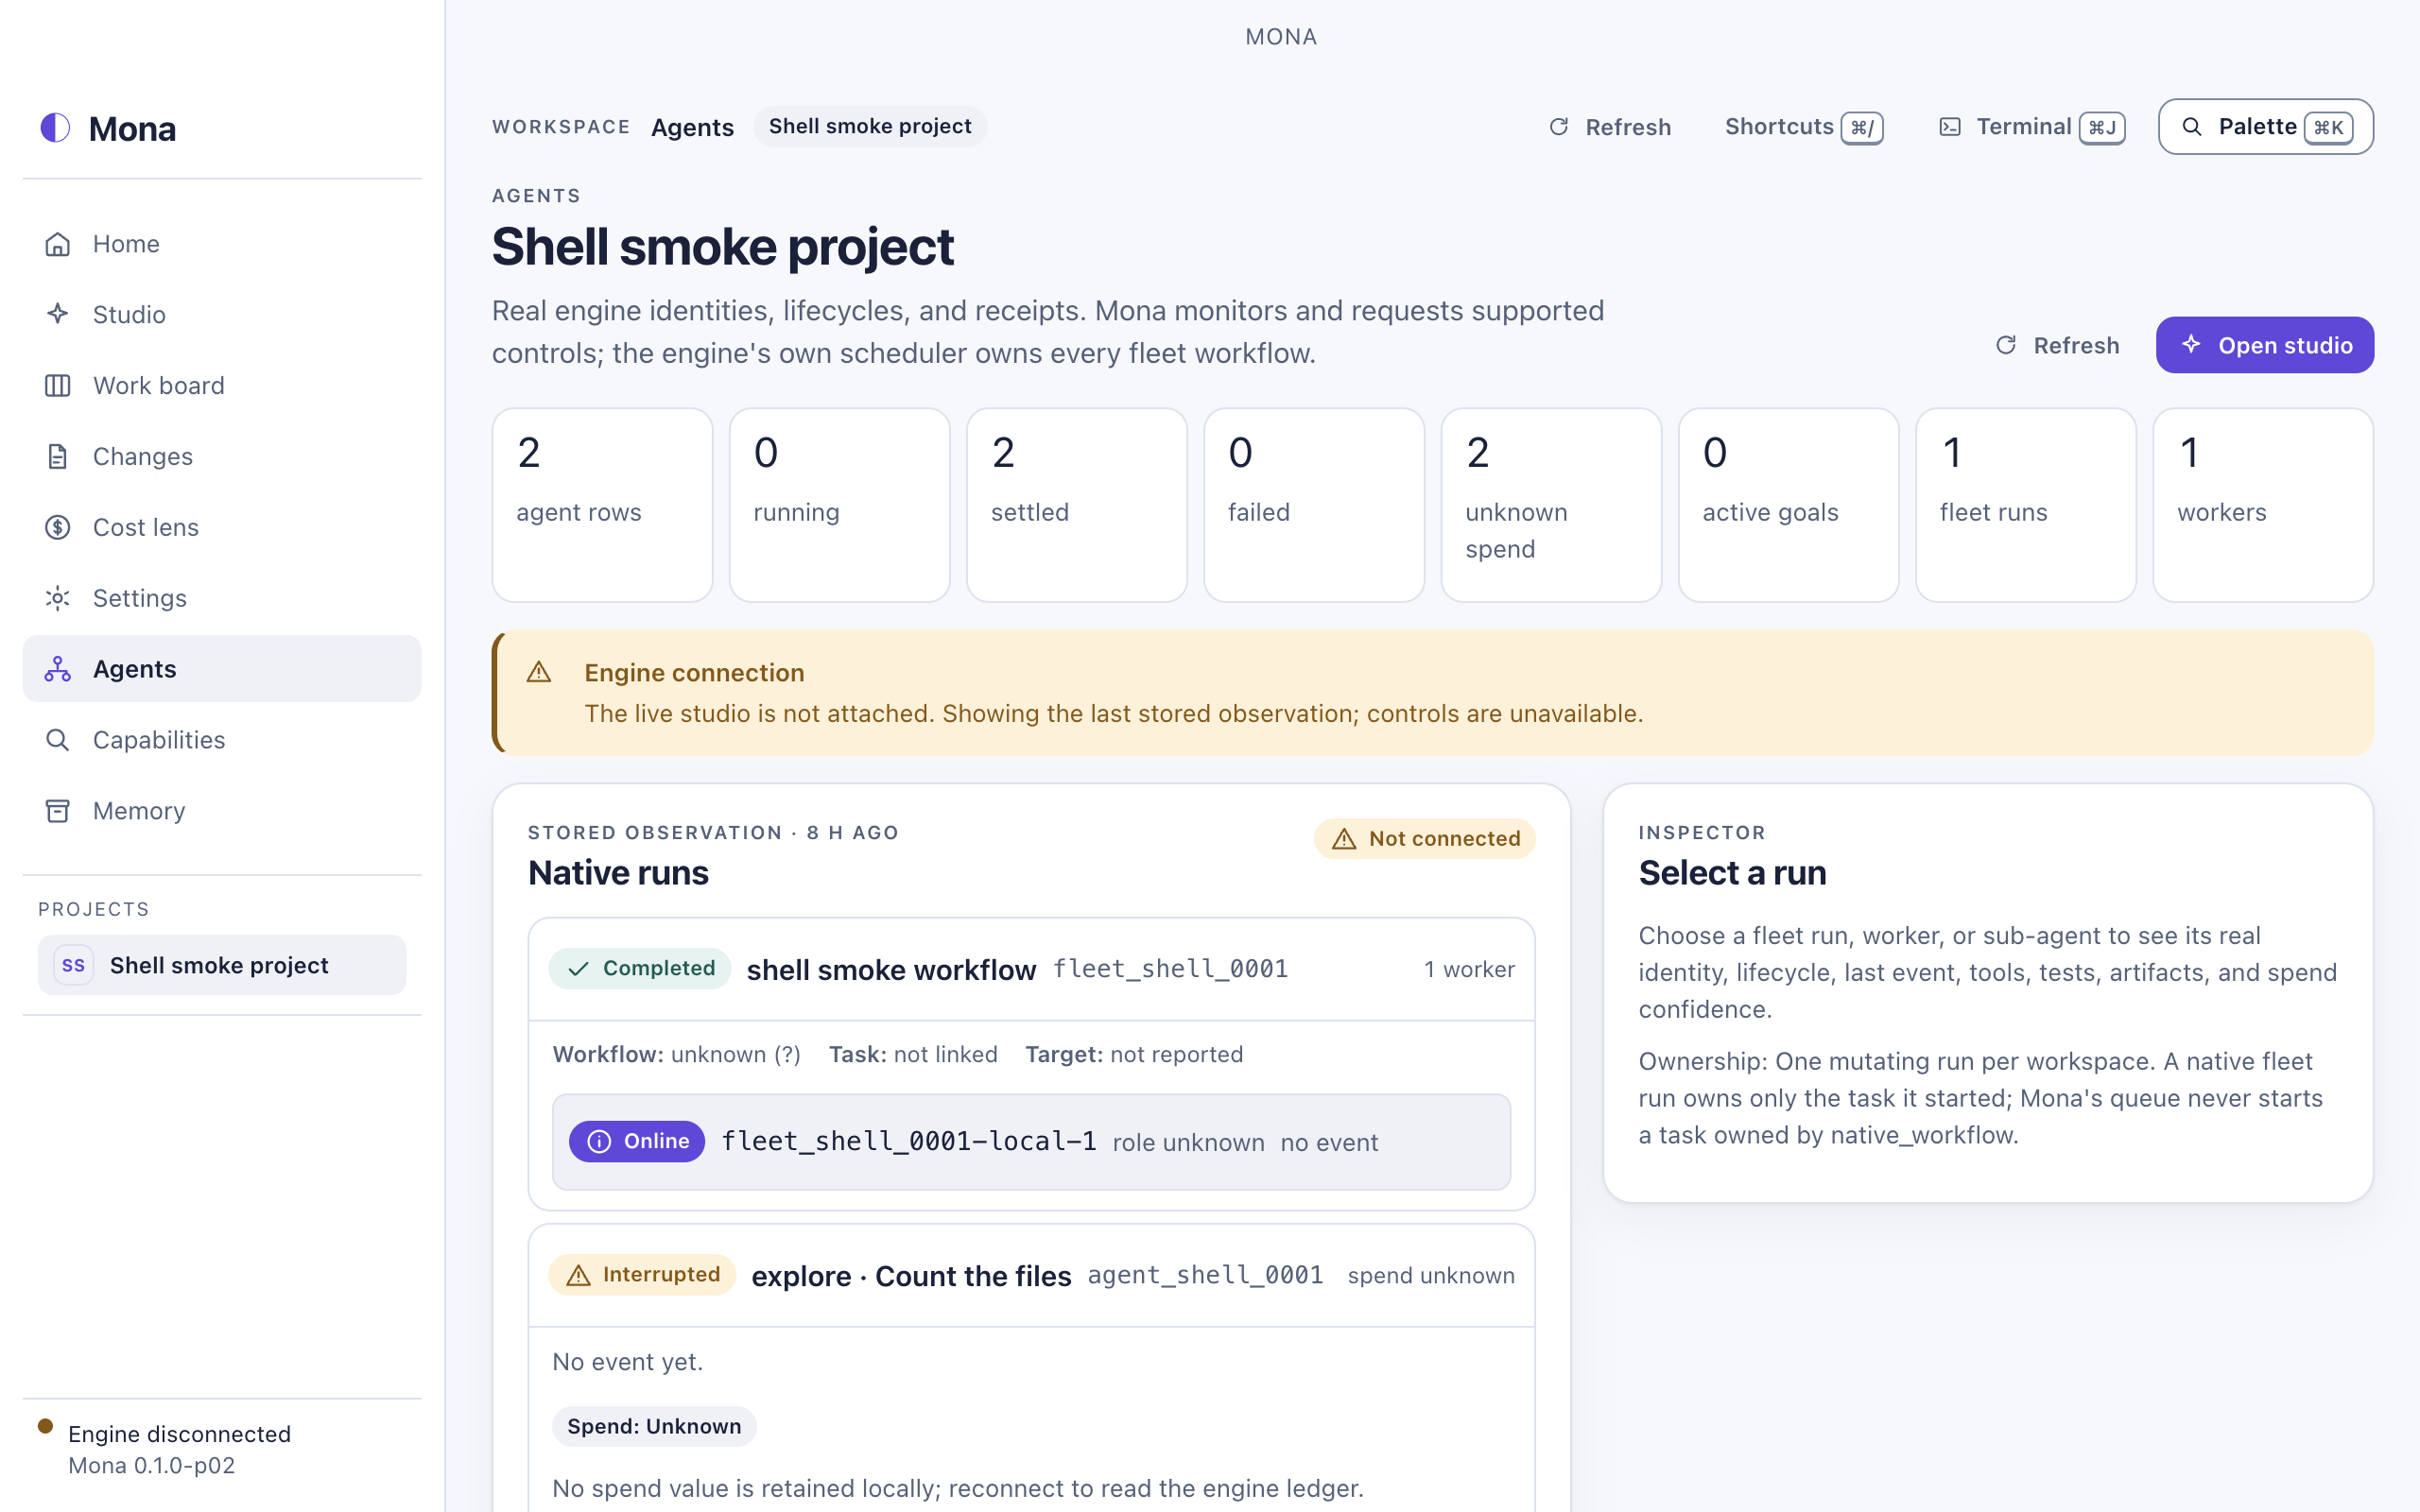 MONA
Mona
Home
Studio
Work board
Changes
Cost lens
Settings
Agents
Capabilities
Memory
PROJECTS
SS Shell smoke project
Engine disconnected
Mona 0.1.0-p02
WORKSPACE Agents Shell smoke project
Refresh Shortcuts ⌘/ Terminal ⌘J Palette ⌘K
AGENTS
Shell smoke project
Real engine identities, lifecycles, and receipts. Mona monitors and requests supported
controls; the engine's own scheduler owns every fleet workflow.
Refresh Open studio
2
agent rows
0
running
2
settled
0
failed
2
unknown
spend
0
active goals
1
fleet runs
1
workers
Engine connection
The live studio is not attached. Showing the last stored observation; controls are unavailable.
STORED OBSERVATION · 8 H AGO
Native runs
Not connected
Completed shell smoke workflow fleet_shell_0001 1 worker
Workflow: unknown (?) Task: not linked Target: not reported
Online fleet_shell_0001-local-1 role unknown no event
Interrupted explore · Count the files agent_shell_0001 spend unknown
No event yet.
Spend: Unknown
No spend value is retained locally; reconnect to read the engine ledger.
INSPECTOR
Select a run
Choose a fleet run, worker, or sub-agent to see its real
identity, lifecycle, last event, tools, tests, artifacts, and spend
confidence.
Ownership: One mutating run per workspace. A native fleet
run owns only the task it started; Mona's queue never starts
a task owned by native_workflow.